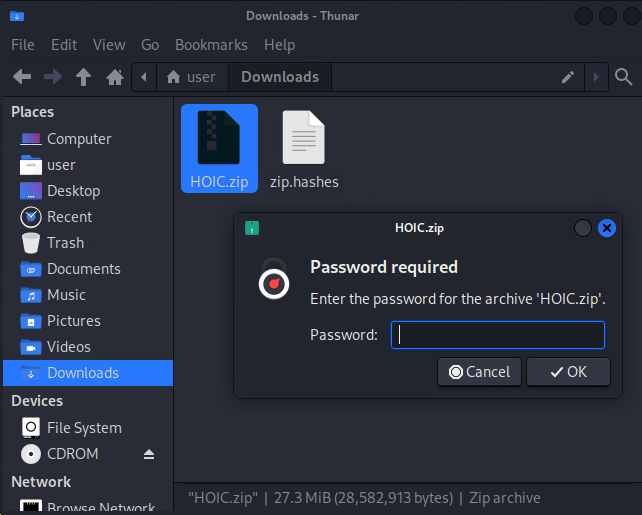 Downloads - Thunar
File Edit View Go Bookmarks Help
user Downloads
Places
Computer
user
Desktop
Recent
Trash
Documents
Music
Pictures
Videos
Downloads
Devices
File System
CDROM
Network
Browse Network
HOIC.zip zip.hashes
HOIC.zip
Password required
Enter the password for the archive 'HOIC.zip'.
Password:
Cancel OK
"HOIC.zip" | 27.3 MiB (28,582,913 bytes) | Zip archive